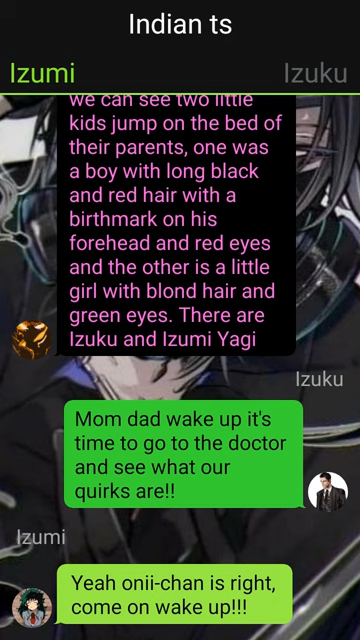 Indian ts
Izumi Izuku
we can see two little
kids jump on the bed of
their parents, one was
a boy with long black
and red hair with a
birthmark on his
forehead and red eyes
and the other is a little
girl with blond hair and
green eyes. There are
Izuku and Izumi Yagi
Izuku
Mom dad wake up it's
time to go to the doctor
and see what our
quirks are!!
Izumi
Yeah onii-chan is right,
come on wake up!!!